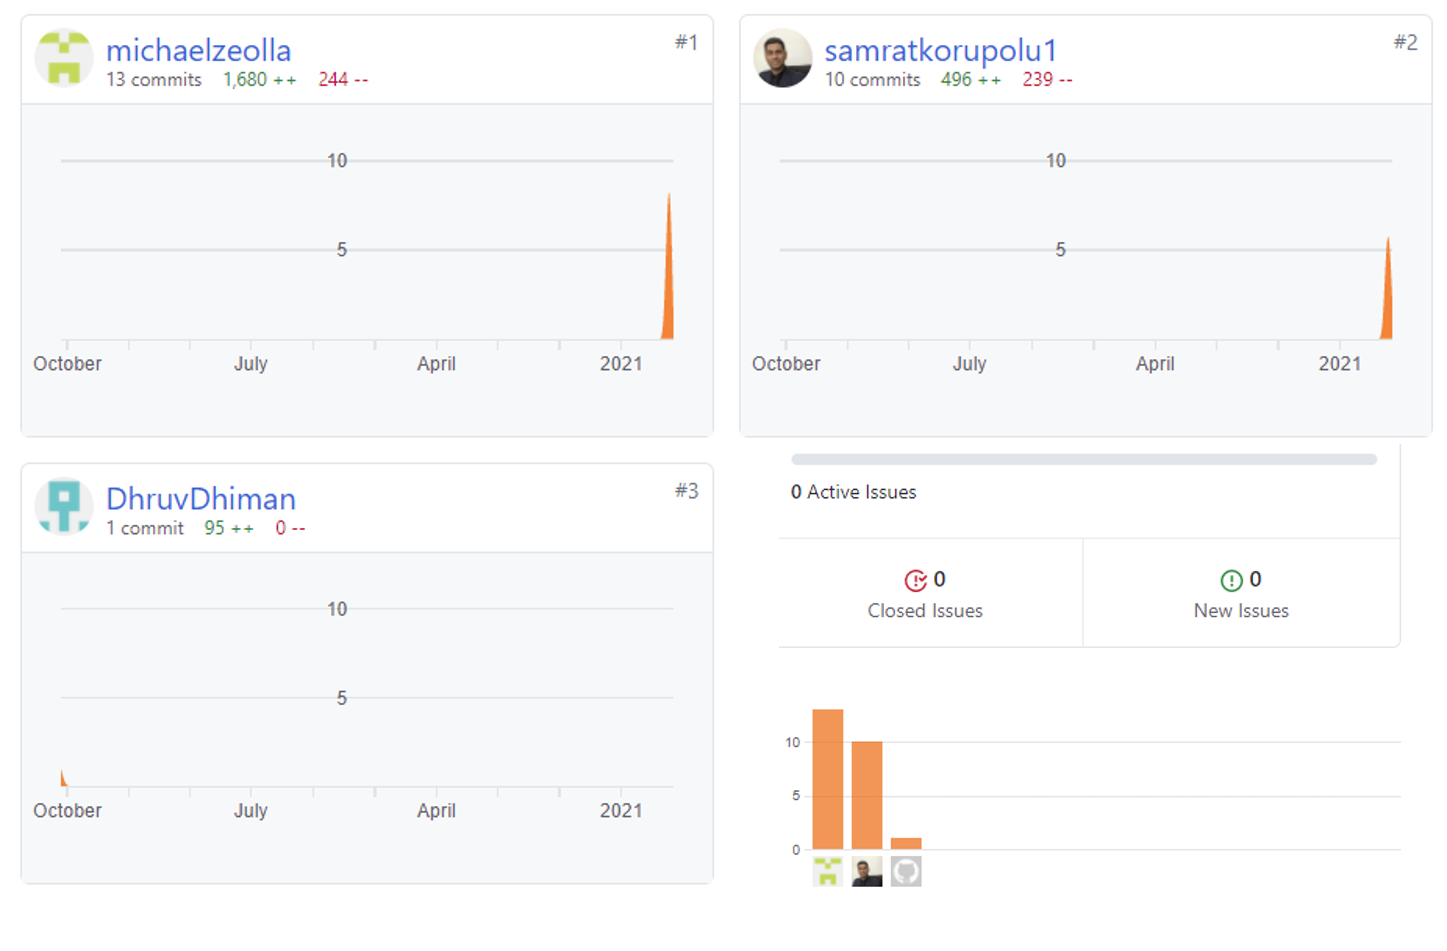 michaelzeolla
#1
13 commits 1,680 ++ 244 --
10
5
October July April 2021
samratkorupolu1
#2
10 commits 496 ++ 239 --
10
5
October July April 2021
DhruvDhiman
#3
1 commit 95 ++ 0 --
10
5
October July April 2021
0 Active Issues
0
Closed Issues
0
New Issues
10
5
0